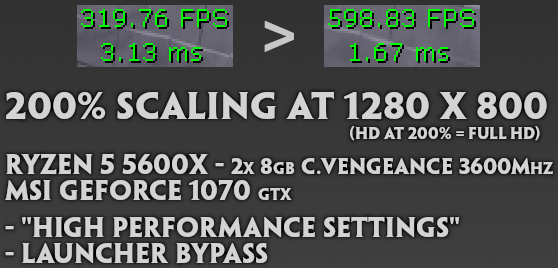 319.76 FPS > 598.83 FPS
3.13 ms 1.67 ms
200% SCALING AT 1280 X 800
(HD AT 200% = FULL HD)
RYZEN 5 5600X - 2X 8GB C.VENGEANCE 3600MHZ
MSI GEFORCE 1070 GTX
- "HIGH PERFORMANCE SETTINGS"
- LAUNCHER BYPASS